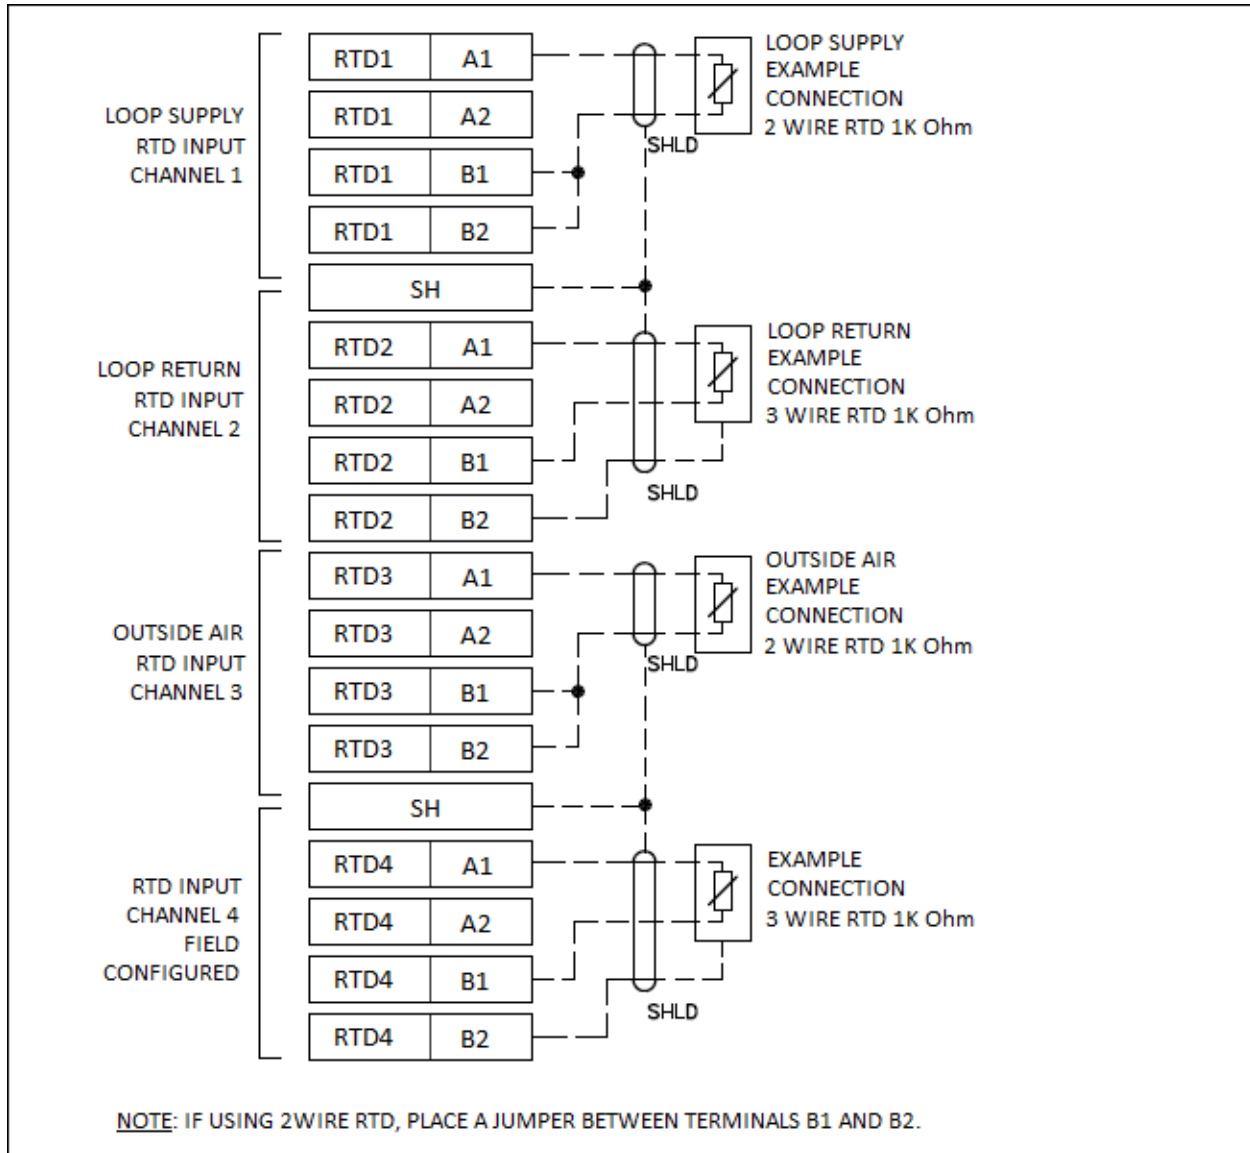 LOOP SUPPLY
RTD INPUT
CHANNEL 1
RTD1 A1
RTD1 A2
RTD1 B1
RTD1 B2
SH
SHLD
LOOP SUPPLY
EXAMPLE
CONNECTION
2 WIRE RTD 1K Ohm
LOOP RETURN
RTD INPUT
CHANNEL 2
RTD2 A1
RTD2 A2
RTD2 B1
RTD2 B2
SHLD
LOOP RETURN
EXAMPLE
CONNECTION
3 WIRE RTD 1K Ohm
OUTSIDE AIR
RTD INPUT
CHANNEL 3
RTD3 A1
RTD3 A2
RTD3 B1
RTD3 B2
SH
SHLD
OUTSIDE AIR
EXAMPLE
CONNECTION
2 WIRE RTD 1K Ohm
RTD INPUT
CHANNEL 4
FIELD
CONFIGURED
RTD4 A1
RTD4 A2
RTD4 B1
RTD4 B2
SHLD
EXAMPLE
CONNECTION
3 WIRE RTD 1K Ohm
NOTE: IF USING 2WIRE RTD, PLACE A JUMPER BETWEEN TERMINALS B1 AND B2.